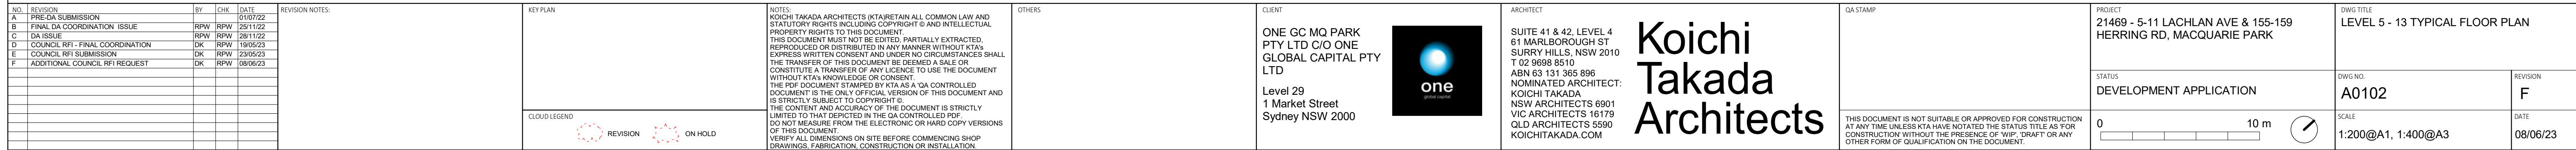 NO. REVISION BY CHK DATE
A PRE-DA SUBMISSION 01/07/22
B FINAL DA COORDINATION ISSUE RPW RPW 25/11/22
C DA ISSUE RPW RPW 28/11/22
D COUNCIL RFI - FINAL COORDINATION DK RPW 19/05/23
E COUNCIL RFI SUBMISSION DK RPW 23/05/23
F ADDITIONAL COUNCIL RFI REQUEST DK RPW 08/06/23
REVISION NOTES:
KEY PLAN
CLOUD LEGEND
REVISION
ON HOLD
NOTES:
KOICHI TAKADA ARCHITECTS (KTA)RETAIN ALL COMMON LAW AND
STATUTORY RIGHTS INCLUDING COPYRIGHT © AND INTELLECTUAL
PROPERTY RIGHTS TO THIS DOCUMENT.
THIS DOCUMENT MUST NOT BE EDITED, PARTIALLY EXTRACTED,
REPRODUCED OR DISTRIBUTED IN ANY MANNER WITHOUT KTA's
EXPRESS WRITTEN CONSENT AND UNDER NO CIRCUMSTANCES SHALL
THE TRANSFER OF THIS DOCUMENT BE DEEMED A SALE OR
CONSTITUTE A TRANSFER OF ANY LICENCE TO USE THE DOCUMENT
WITHOUT KTA's KNOWLEDGE OR CONSENT.
THE PDF DOCUMENT STAMPED BY KTA AS A 'QA CONTROLLED
DOCUMENT' IS THE ONLY OFFICIAL VERSION OF THIS DOCUMENT AND
IS STRICTLY SUBJECT TO COPYRIGHT ©.
THE CONTENT AND ACCURACY OF THE DOCUMENT IS STRICTLY
LIMITED TO THAT DEPICTED IN THE QA CONTROLLED PDF.
DO NOT MEASURE FROM THE ELECTRONIC OR HARD COPY VERSIONS
OF THIS DOCUMENT.
VERIFY ALL DIMENSIONS ON SITE BEFORE COMMENCING SHOP
DRAWINGS, FABRICATION, CONSTRUCTION OR INSTALLATION.
OTHERS
CLIENT
ONE GC MQ PARK
PTY LTD C/O ONE
GLOBAL CAPITAL PTY
LTD
Level 29
1 Market Street
Sydney NSW 2000
one
global capital
ARCHITECT
SUITE 41 & 42, LEVEL 4
61 MARLBOROUGH ST
SURRY HILLS, NSW 2010
T 02 9698 8510
ABN 63 131 365 896
NOMINATED ARCHITECT:
KOICHI TAKADA
NSW ARCHITECTS 6901
VIC ARCHITECTS 16179
QLD ARCHITECTS 5590
KOICHITAKADA.COM
Koichi
Takada
Architects
QA STAMP
THIS DOCUMENT IS NOT SUITABLE OR APPROVED FOR CONSTRUCTION
AT ANY TIME UNLESS KTA HAVE NOTATED THE STATUS TITLE AS 'FOR
CONSTRUCTION' WITHOUT THE PRESENCE OF 'WIP', 'DRAFT' OR ANY
OTHER FORM OF QUALIFICATION ON THE DOCUMENT.
PROJECT
21469 - 5-11 LACHLAN AVE & 155-159
HERRING RD, MACQUARIE PARK
STATUS
DEVELOPMENT APPLICATION
0 10 m
DWG TITLE
LEVEL 5 - 13 TYPICAL FLOOR PLAN
DWG NO.
A0102
REVISION
F
SCALE
1:200@A1, 1:400@A3
DATE
08/06/23